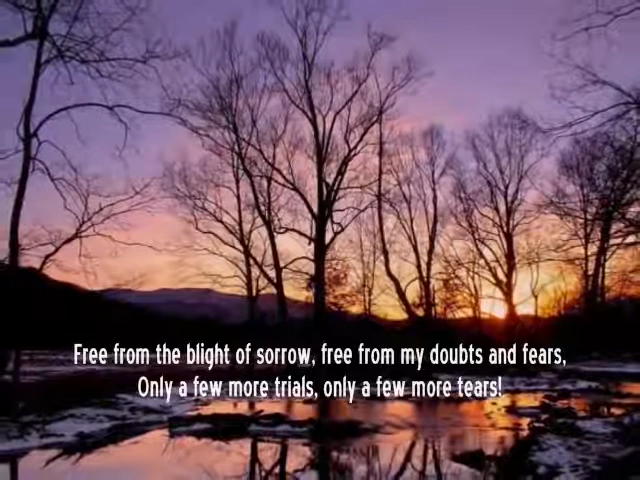 Free from the blight of sorrow, free from my doubts and fears,
Only a few more trials, only a few more tears!